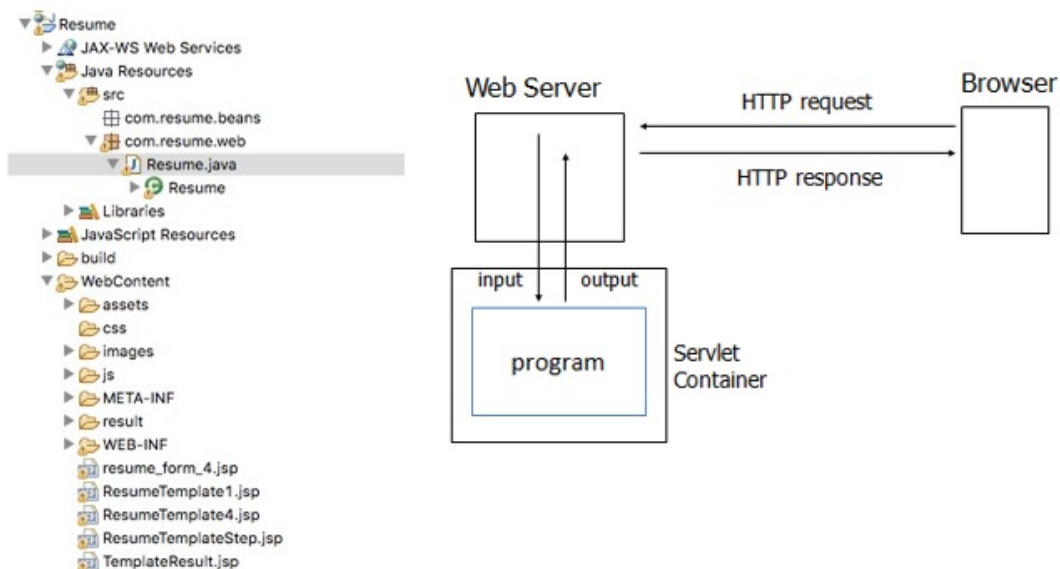 Resume
JAX-WS Web Services
Java Resources
src
com.resume.beans
com.resume.web
Resume.java
Resume
Libraries
JavaScript Resources
build
WebContent
assets
css
images
js
META-INF
result
WEB-INF
resume_form_4.jsp
ResumeTemplate1.jsp
ResumeTemplate4.jsp
ResumeTemplateStep.jsp
TemplateResult.jsp
Web Server
Browser
HTTP request
HTTP response
input
output
program
Servlet
Container